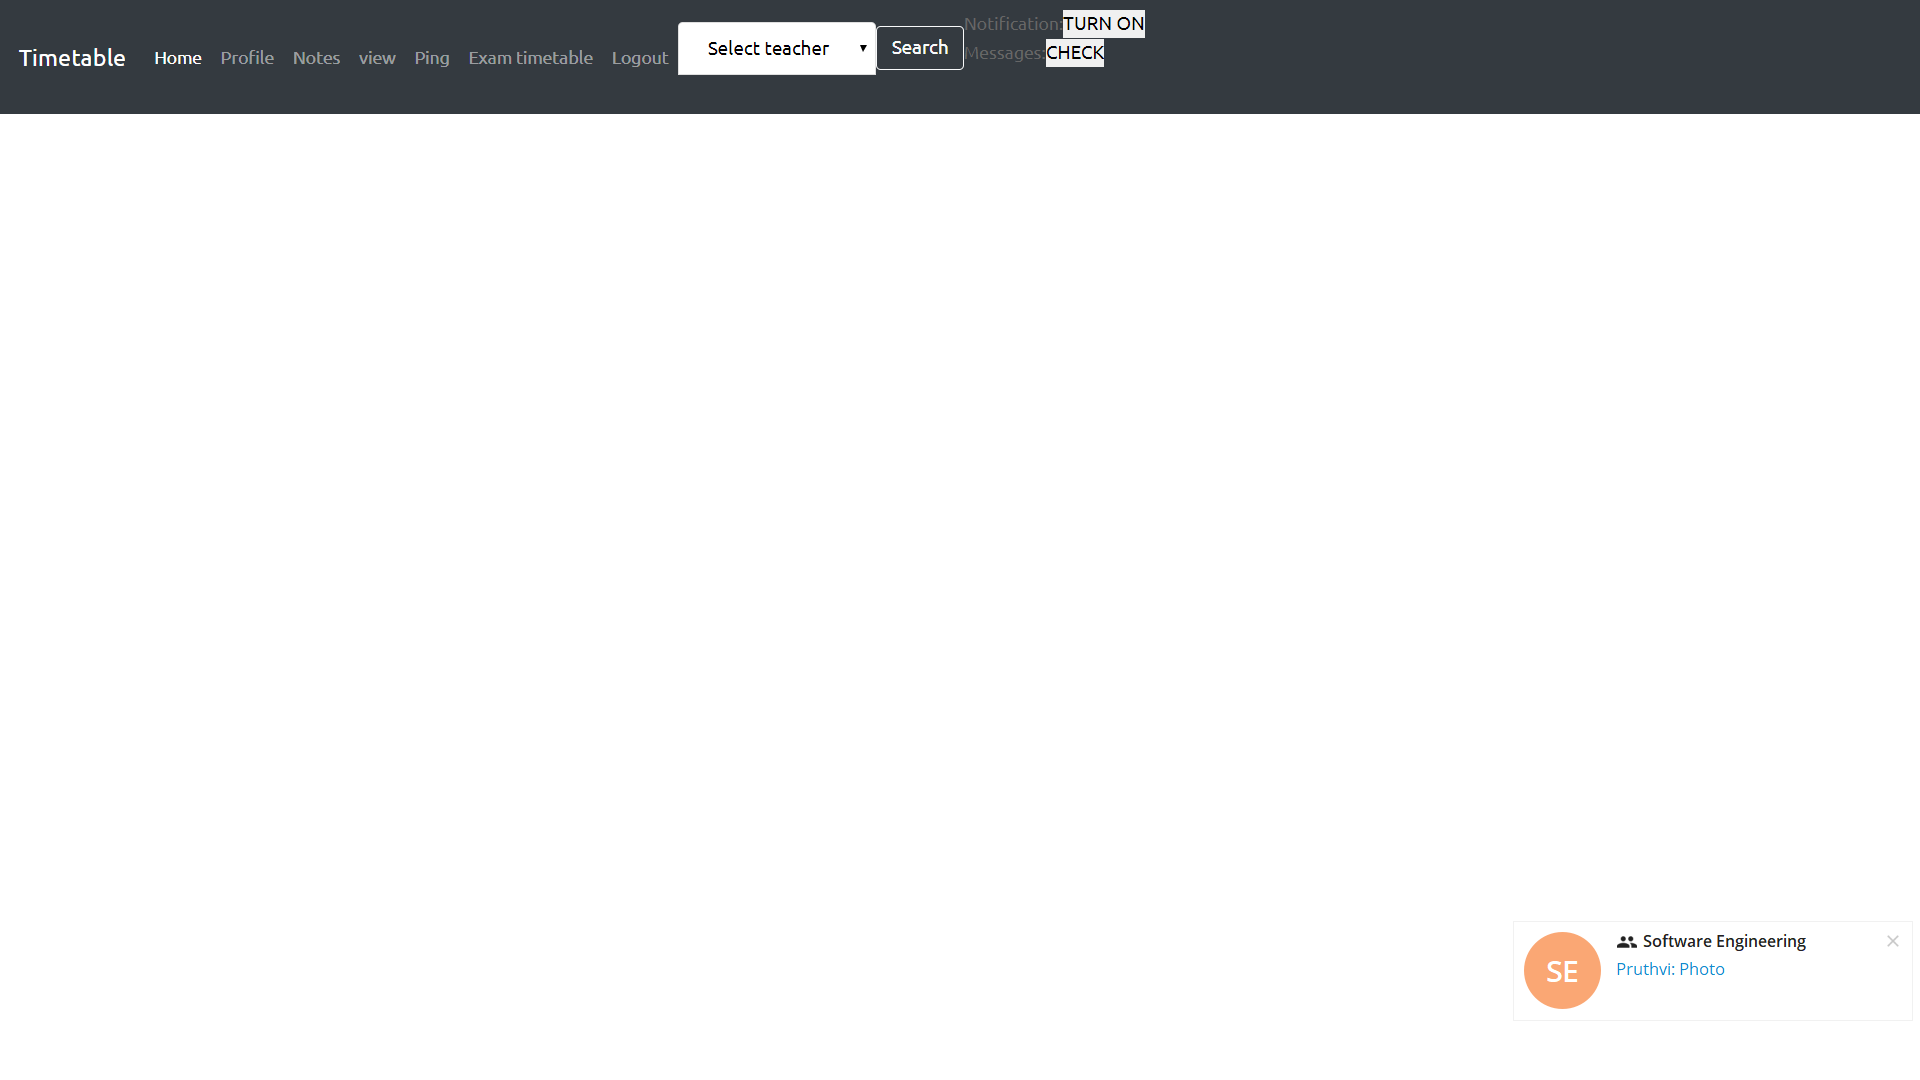 Timetable Home Profile Notes view Ping Exam timetable Logout Select teacher Search
Notification:TURN ON
Messages:CHECK
SE
Software Engineering
Pruthvi: Photo